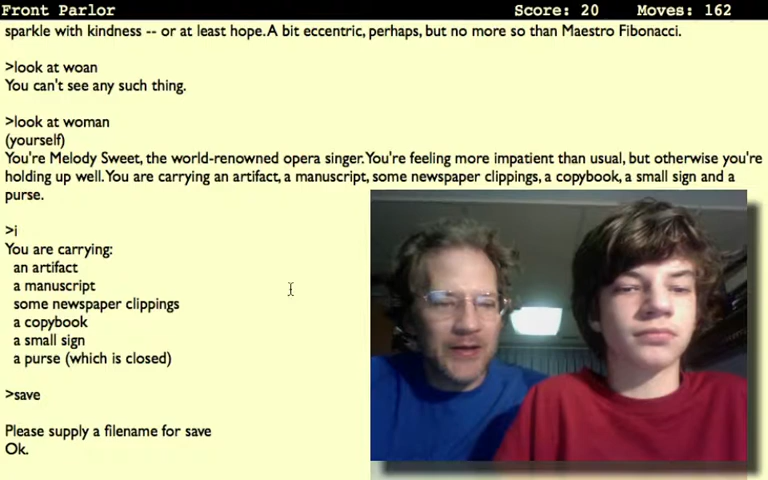 Front Parlor Score: 20 Moves: 162
sparkle with kindness -- or at least hope.A bit eccentric, perhaps, but no more so than Maestro Fibonacci.
>look at woan
You can't see any such thing.
>look at woman
(yourself)
You're Melody Sweet, the world-renowned opera singer.You're feeling more impatient than usual, but otherwise you're
holding up well.You are carrying an artifact, a manuscript, some newspaper clippings, a copybook, a small sign and a
purse.
>i
You are carrying:
an artifact
a manuscript
some newspaper clippings
a copybook
a small sign
a purse (which is closed)
>save
Please supply a filename for save
Ok.